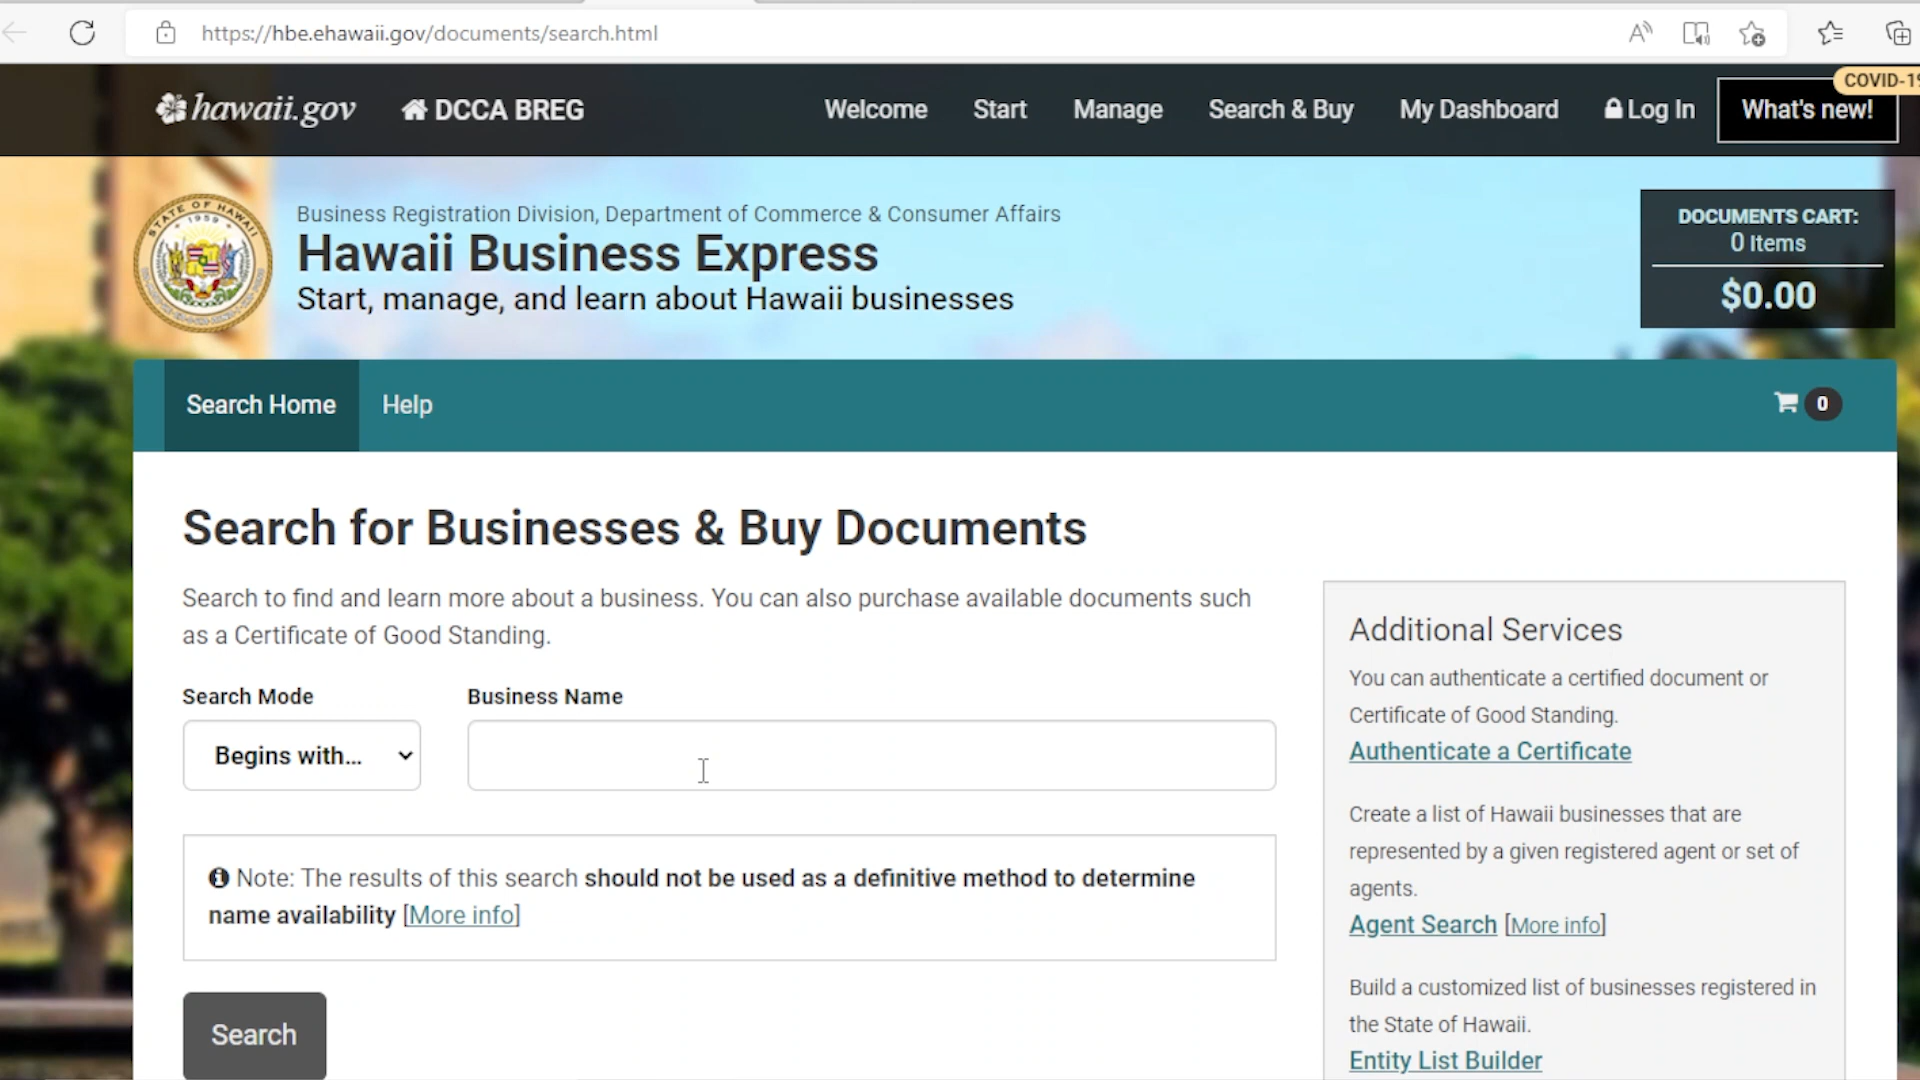 https://hbe.ehawaii.gov/documents/search.html
COVID-19
hawaii.gov DCCA BREG Welcome Start Manage Search & Buy My Dashboard Log In What's new!
STATE OF HAWAII
1959
Business Registration Division, Department of Commerce & Consumer Affairs
Hawaii Business Express
Start, manage, and learn about Hawaii businesses
DOCUMENTS CART:
0 Items
$0.00
Search Home Help 0
Search for Businesses & Buy Documents
Search to find and learn more about a business. You can also purchase available documents such
as a Certificate of Good Standing.
Search Mode Business Name
Begins with...
Note: The results of this search should not be used as a definitive method to determine
name availability [More info]
Search
Additional Services
You can authenticate a certified document or
Certificate of Good Standing.
Authenticate a Certificate
Create a list of Hawaii businesses that are
represented by a given registered agent or set of
agents.
Agent Search [More info]
Build a customized list of businesses registered in
the State of Hawaii.
Entity List Builder